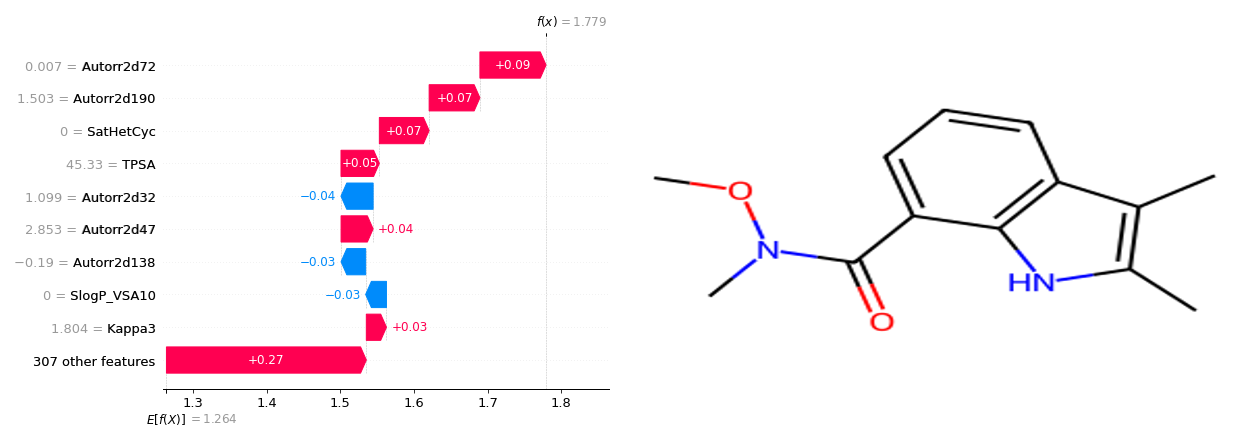 f(x) = 1.779
0.007 = Autorr2d72 +0.09
1.503 = Autorr2d190 +0.07
0 = SatHetCyc +0.07
45.33 = TPSA +0.05
1.099 = Autorr2d32 −0.04
2.853 = Autorr2d47 +0.04
−0.19 = Autorr2d138 −0.03
0 = SlogP_VSA10 −0.03
1.804 = Kappa3 +0.03
307 other features +0.27
1.3 1.4 1.5 1.6 1.7 1.8
E[f(X)] = 1.264
O
N
HN
O